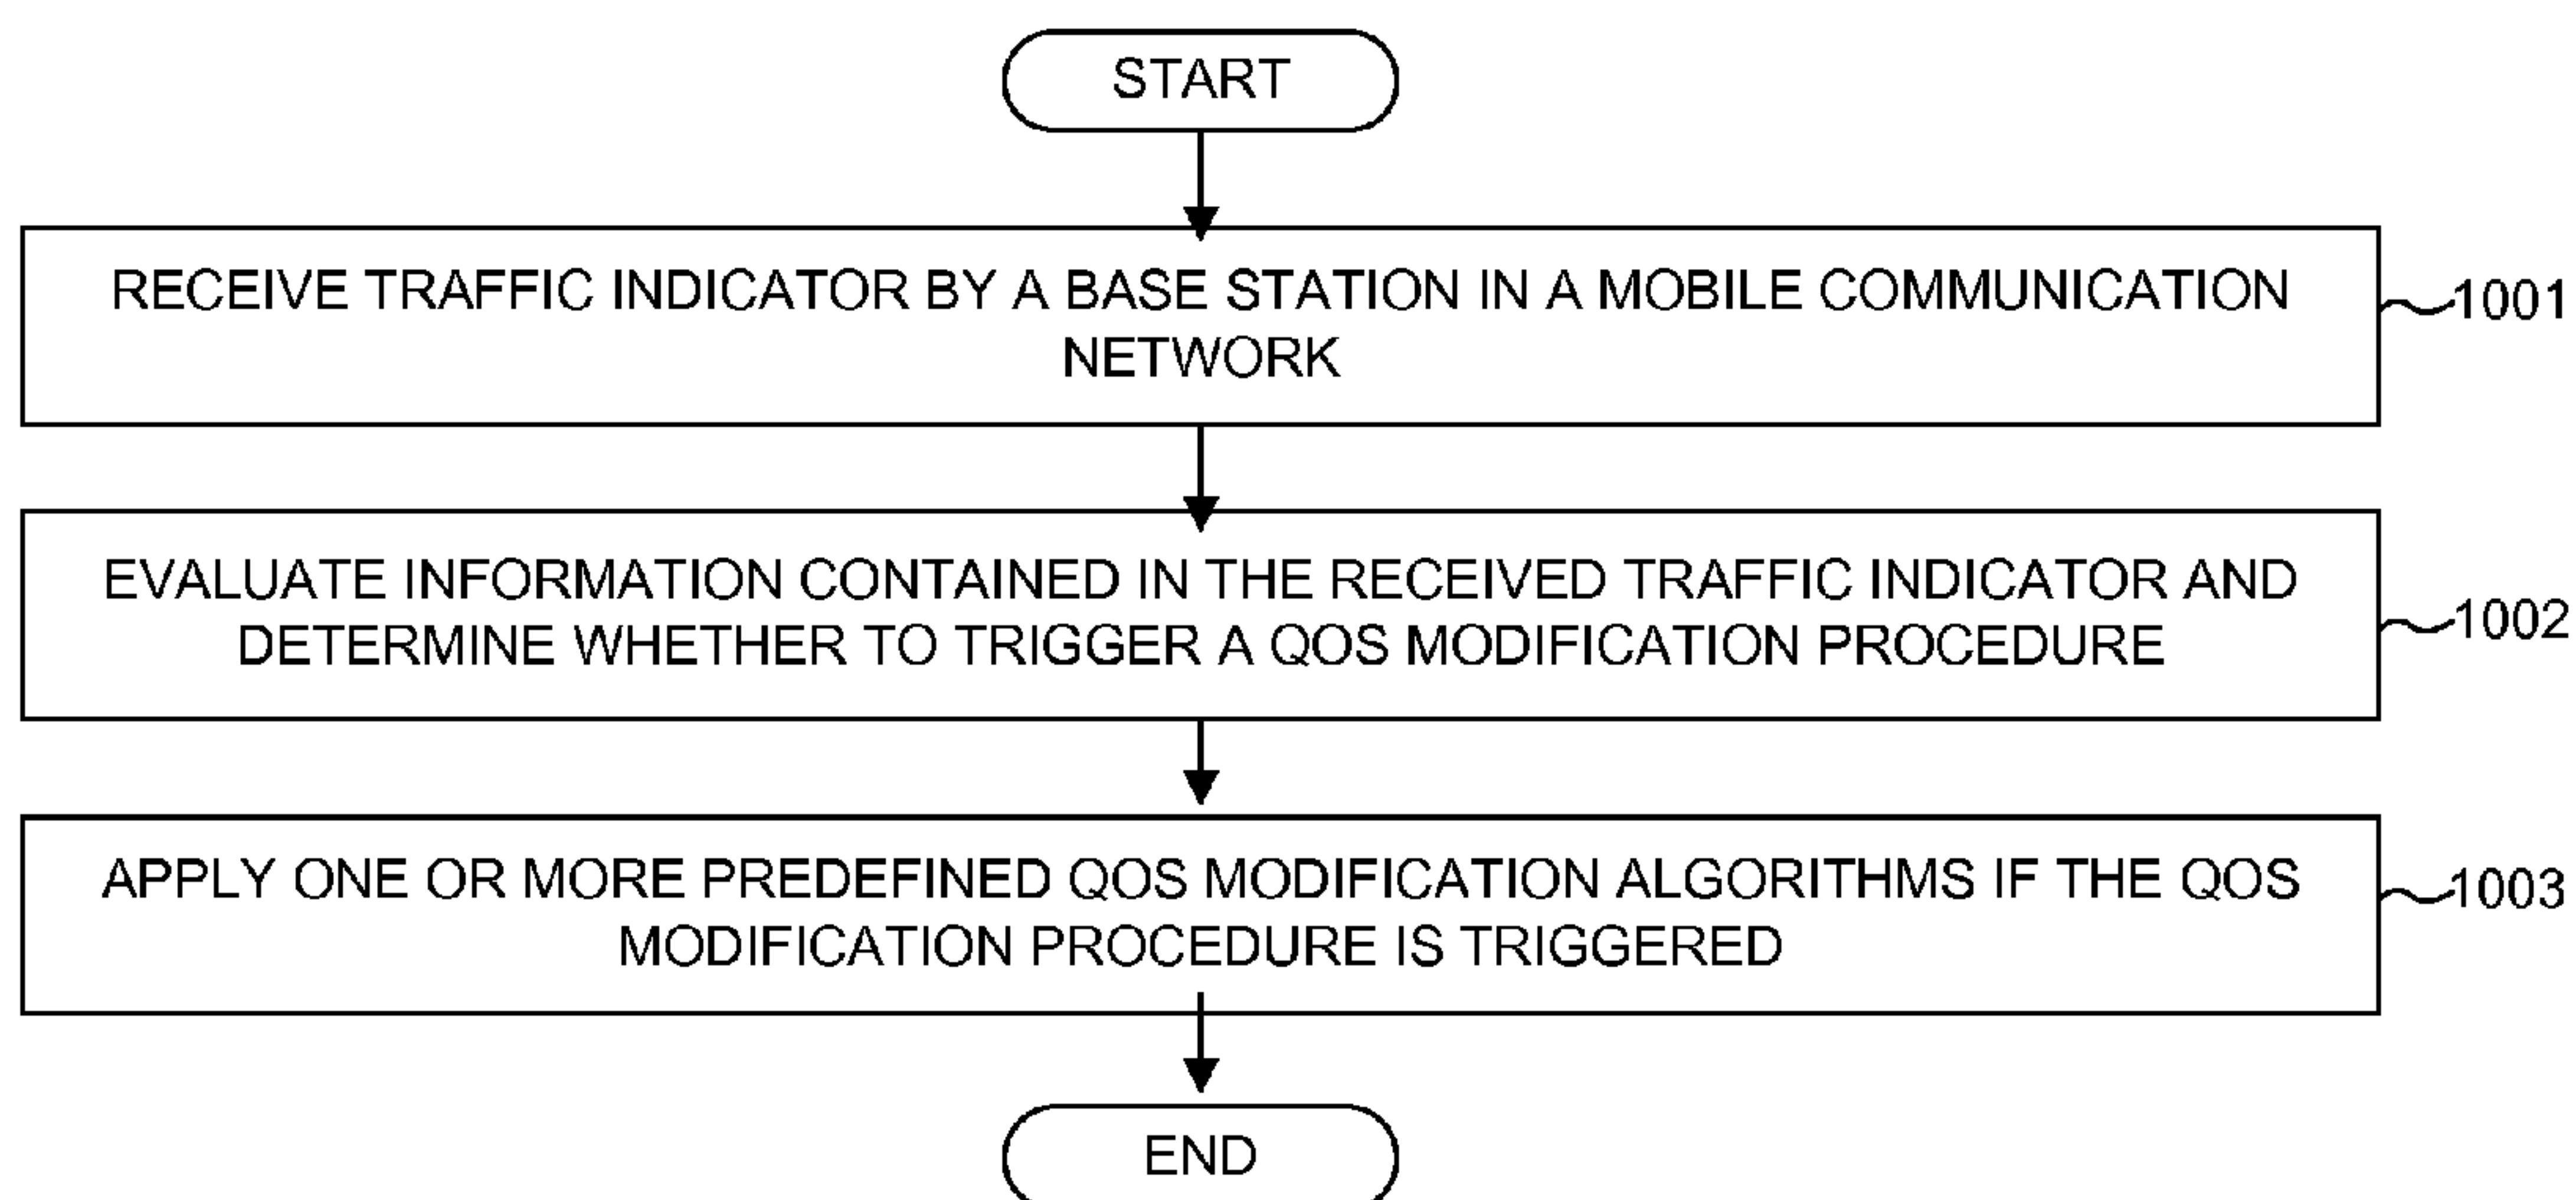 START
RECEIVE TRAFFIC INDICATOR BY A BASE STATION IN A MOBILE COMMUNICATION
NETWORK
1001
EVALUATE INFORMATION CONTAINED IN THE RECEIVED TRAFFIC INDICATOR AND
DETERMINE WHETHER TO TRIGGER A QOS MODIFICATION PROCEDURE
1002
APPLY ONE OR MORE PREDEFINED QOS MODIFICATION ALGORITHMS IF THE QOS
MODIFICATION PROCEDURE IS TRIGGERED
1003
END